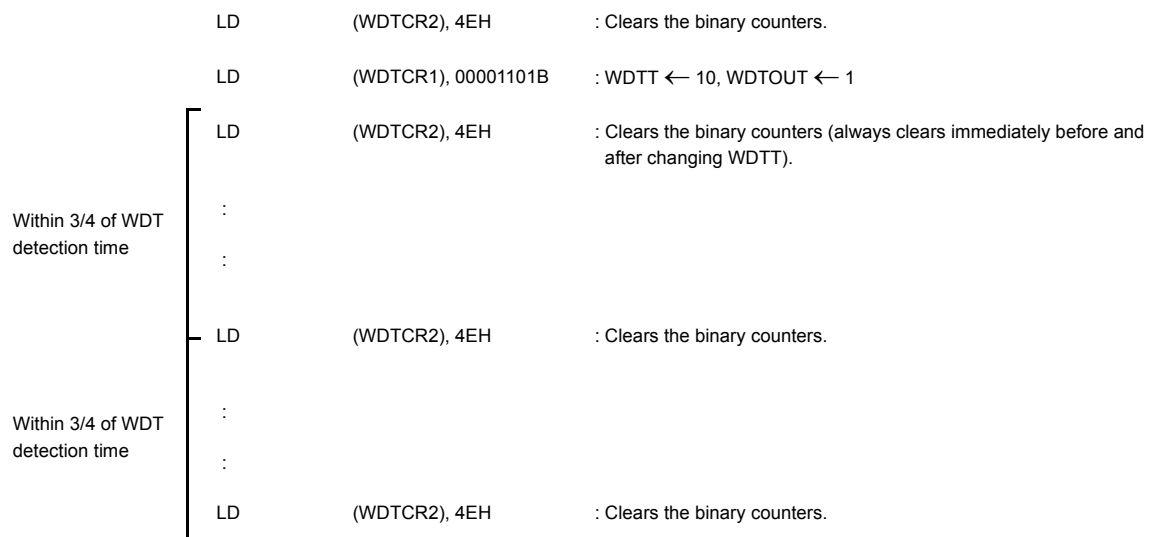 LD (WDTCR2), 4EH : Clears the binary counters.
LD (WDTCR1), 00001101B : WDTT ← 10, WDTOUT ← 1
LD (WDTCR2), 4EH : Clears the binary counters (always clears immediately before and
after changing WDTT).
Within 3/4 of WDT :
detection time
:
LD (WDTCR2), 4EH : Clears the binary counters.
Within 3/4 of WDT :
detection time
:
LD (WDTCR2), 4EH : Clears the binary counters.